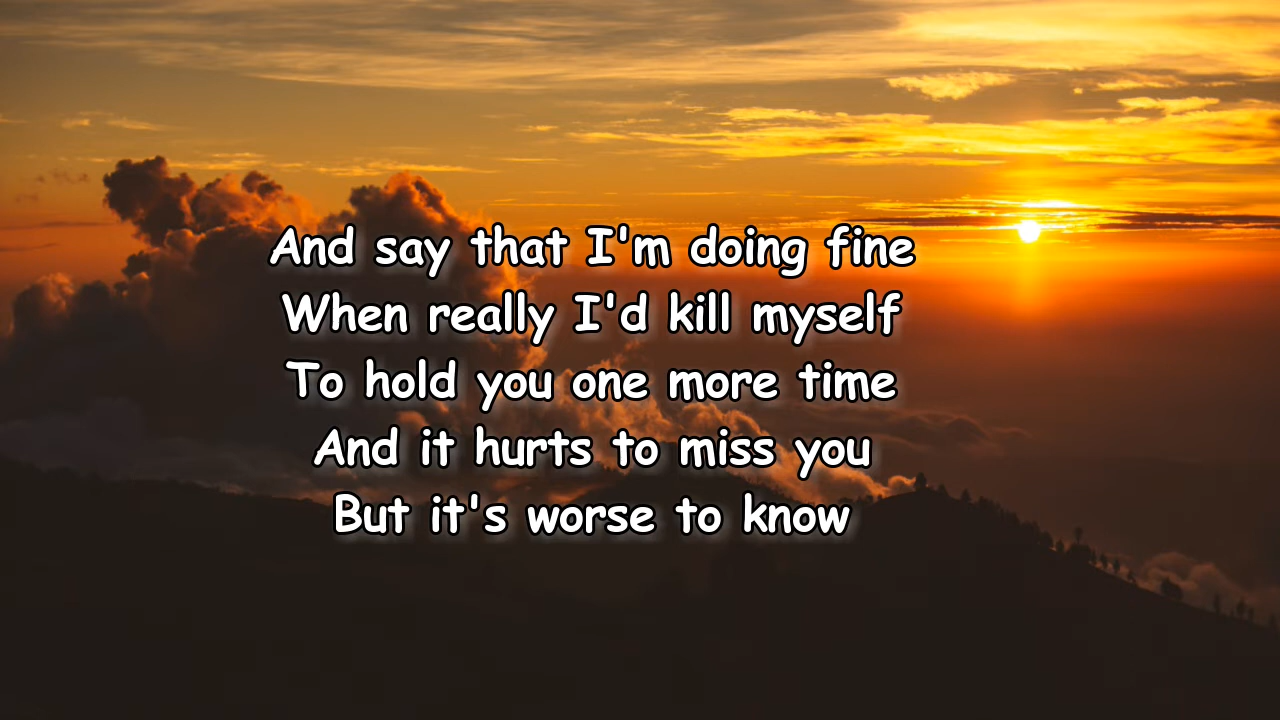 And say that I'm doing fine
When really I'd kill myself
To hold you one more time
And it hurts to miss you
But it's worse to know